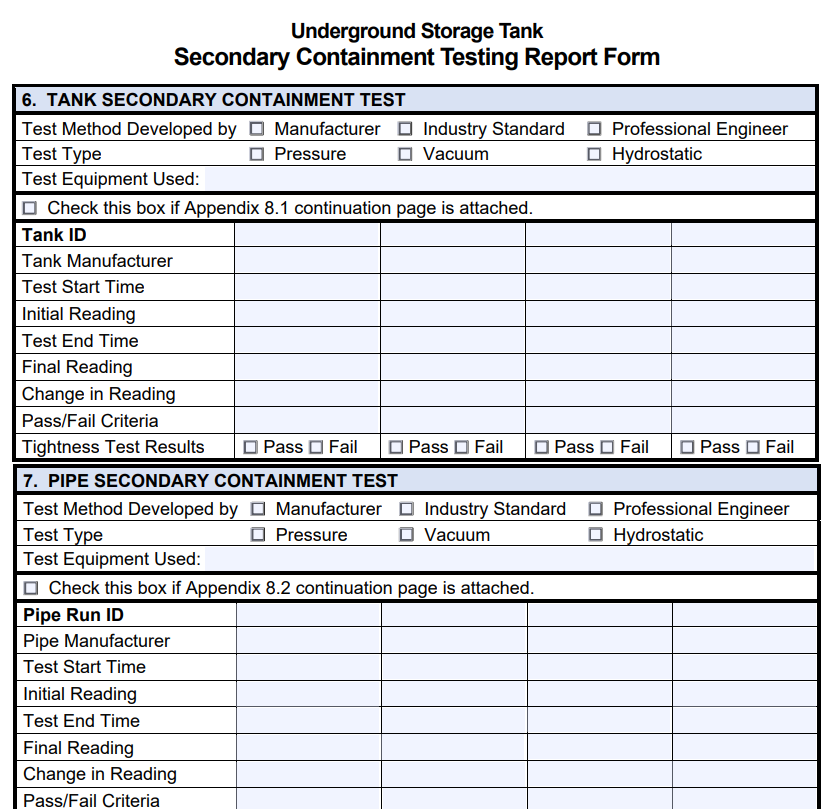 Underground Storage Tank
Secondary Containment Testing Report Form
6. TANK SECONDARY CONTAINMENT TEST
Test Method Developed by Manufacturer Industry Standard Professional Engineer
Test Type Pressure Vacuum Hydrostatic
Test Equipment Used:
Check this box if Appendix 8.1 continuation page is attached.
Tank ID
Tank Manufacturer
Test Start Time
Initial Reading
Test End Time
Final Reading
Change in Reading
Pass/Fail Criteria
Tightness Test Results Pass Fail Pass Fail Pass Fail Pass Fail
7. PIPE SECONDARY CONTAINMENT TEST
Test Method Developed by Manufacturer Industry Standard Professional Engineer
Test Type Pressure Vacuum Hydrostatic
Test Equipment Used:
Check this box if Appendix 8.2 continuation page is attached.
Pipe Run ID
Pipe Manufacturer
Test Start Time
Initial Reading
Test End Time
Final Reading
Change in Reading
Pass/Fail Criteria